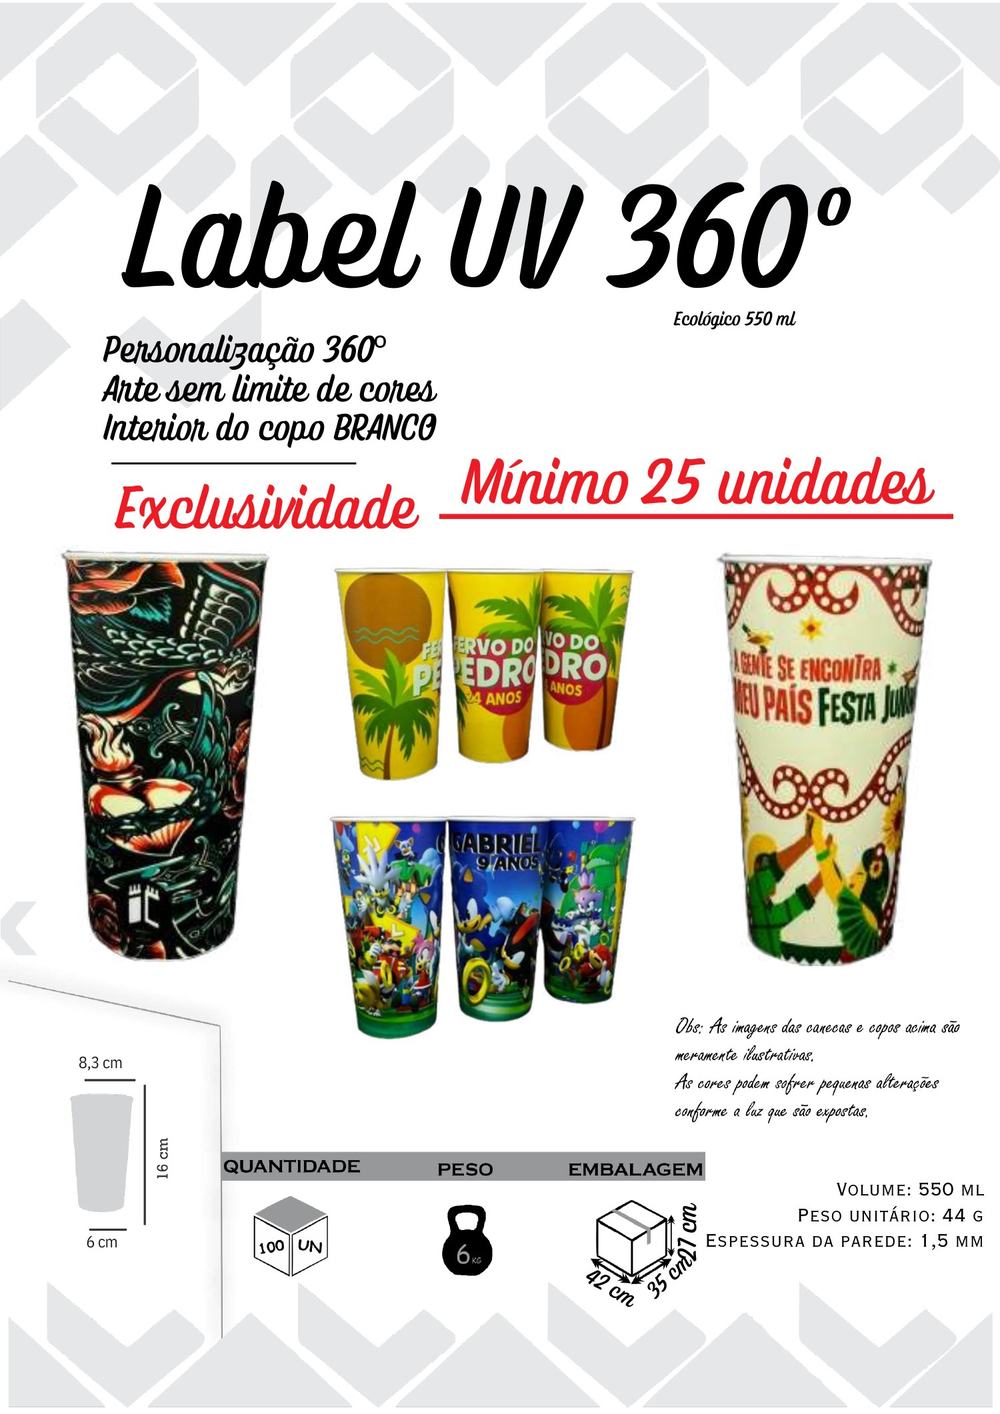 Label UV 360º
Ecológico 550 ml
Personalização 360º
Arte sem limite de cores
Interior do copo BRANCO
Exclusividade
Mínimo 25 unidades
FERVO DO
PEDRO
24 ANOS
VO DO
DRO
ANOS
A GENTE SE ENCONTRA
MEU PAÍS FESTA JUN
GABRIEL
9 ANOS
Obs: As imagens das canecas e copos acima são
meramente ilustrativas.
As cores podem sofrer pequenas alterações
conforme a luz que são expostas.
8,3 cm
16 cm
6 cm
QUANTIDADE
PESO
EMBALAGEM
100 UN
6 KG
42 cm
35 cm
27 cm
VOLUME: 550 ML
PESO UNITÁRIO: 44 G
ESPESSURA DA PAREDE: 1,5 MM